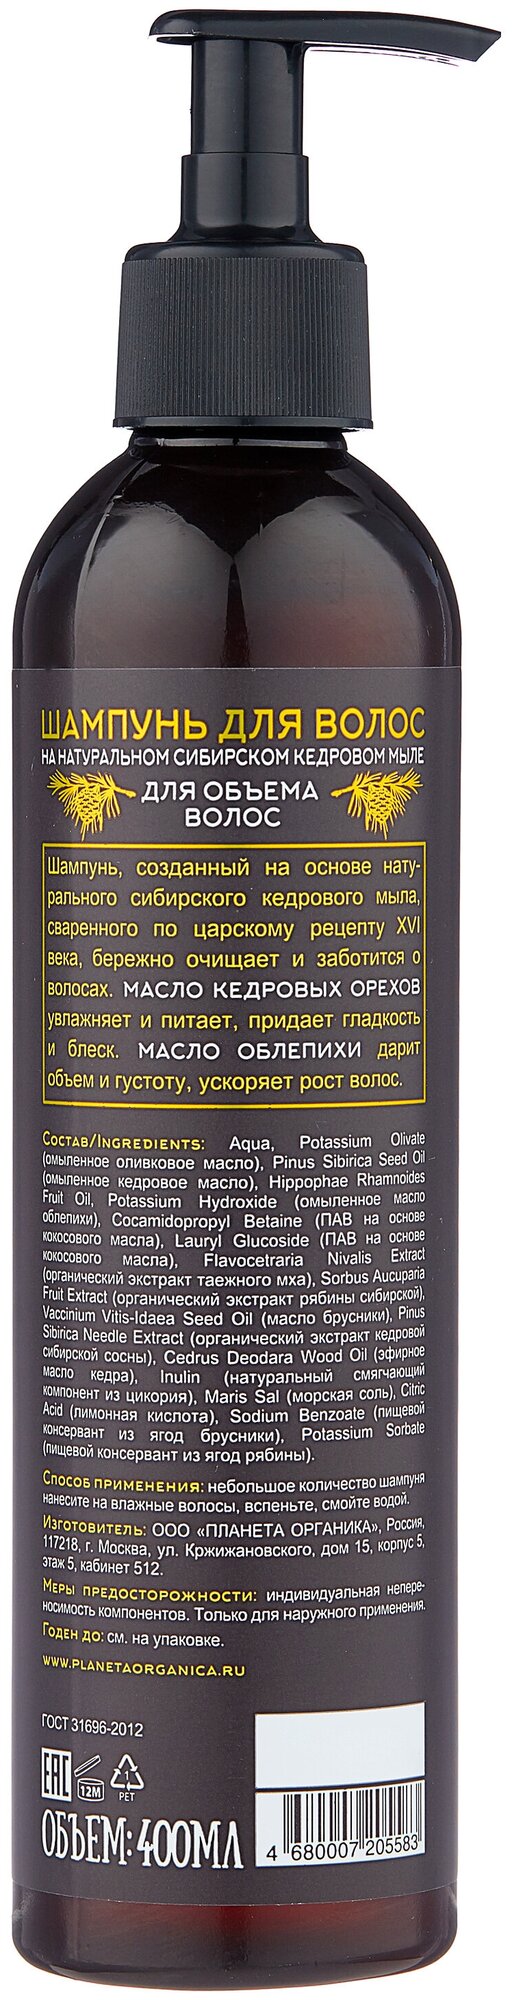 ШАМПУНЬ ДЛЯ ВОЛОС
НА НАТУРАЛЬНОМ СИБИРСКОМ КЕДРОВОМ МЫЛЕ
ДЛЯ ОБЪЕМА
ВОЛОС
Шампунь, созданный на основе нату-
рального сибирского кедрового мыла,
сваренного по царскому рецепту XVI
века, бережно очищает и заботится о
волосах. МАСЛО КЕДРОВЫХ ОРЕХОВ
увлажняет и питает, придает гладкость
и блеск. МАСЛО ОБЛЕПИХИ дарит
объем и густоту, ускоряет рост волос.
СОСТАВ/INGREDIENTS: Aqua, Potassium Olivate
(омыленное оливковое масло), Pinus Sibirica Seed Oil
(омыленное кедровое масло), Hippophae Rhamnoides
Fruit Oil, Potassium Hydroxide (омыленное масло
облепихи), Cocamidopropyl Betaine (ПАВ на основе
кокосового масла), Lauryl Glucoside (ПАВ на основе
кокосового масла), Flavocetraria Nivalis Extract
(органический экстракт таежного мха), Sorbus Aucuparia
Fruit Extract (органический экстракт рябины сибирской),
Vaccinium Vitis-Idaea Seed Oil (масло брусники), Pinus
Sibirica Needle Extract (органический экстракт кедровой
сибирской сосны), Cedrus Deodara Wood Oil (эфирное
масло кедра), Inulin (натуральный смягчающий
компонент из цикория), Maris Sal (морская соль), Citric
Acid (лимонная кислота), Sodium Benzoate (пищевой
консервант из ягод брусники), Potassium Sorbate
(пищевой консервант из ягод рябины).
СПОСОБ ПРИМЕНЕНИЯ: небольшое количество шампуня
нанесите на влажные волосы, вспеньте, смойте водой.
ИЗГОТОВИТЕЛЬ: ООО «ПЛАНЕТА ОРГАНИКА», Россия,
117218, г. Москва, ул. Кржижановского, дом 15, корпус 5,
этаж 5, кабинет 512.
МЕРЫ ПРЕДОСТОРОЖНОСТИ: индивидуальная непере-
носимость компонентов. Только для наружного применения.
ГОДЕН ДО: см. на упаковке.
WWW.PLANETAORGANICA.RU
ГОСТ 31696-2012
EAC 12M 1 PET
ОБЪЕМ: 400МЛ
4 680007 205583